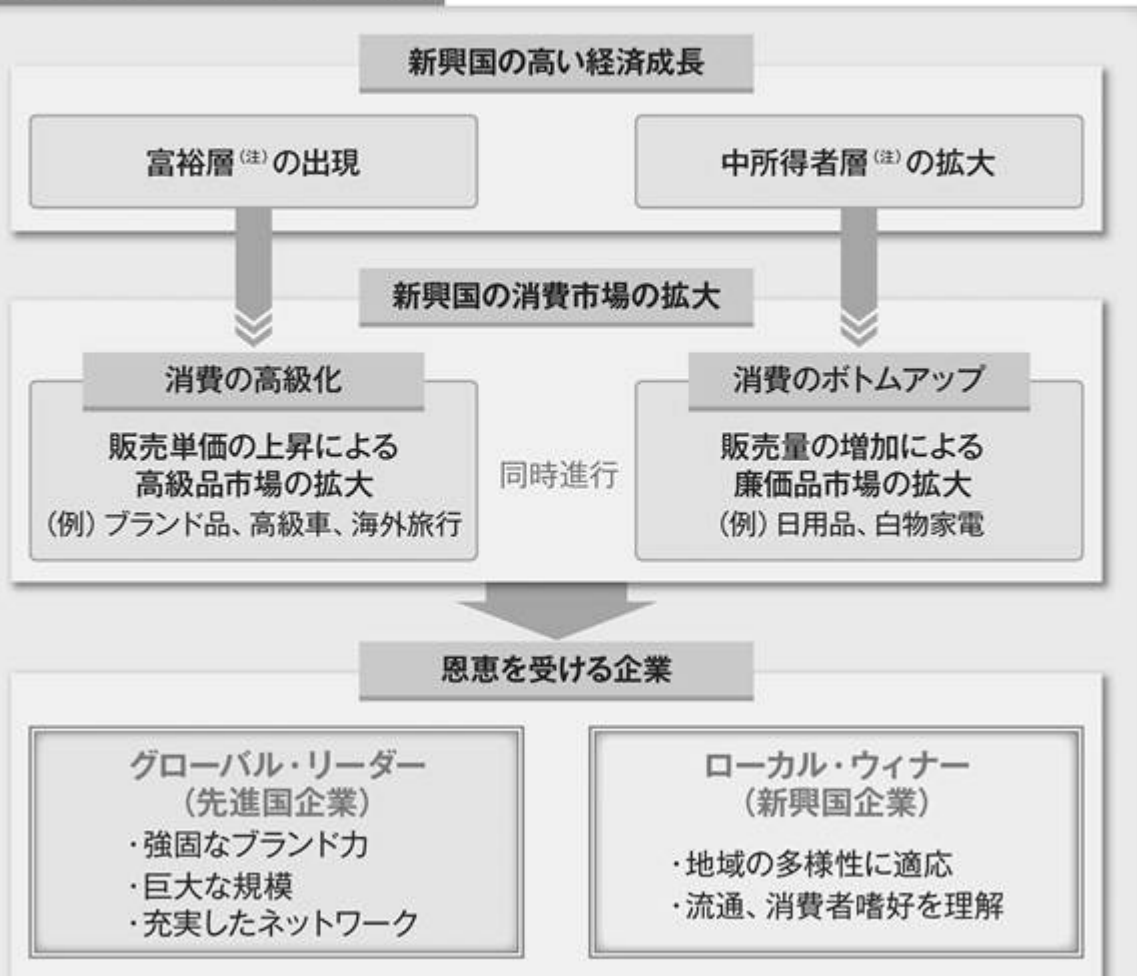 新興国の高い経済成長
富裕層(注)の出現
中所得者層(注)の拡大
新興国の消費市場の拡大
消費の高級化
販売単価の上昇による
高級品市場の拡大
(例)ブランド品、高級車、海外旅行
同時進行
消費のボトムアップ
販売量の増加による
廉価品市場の拡大
(例)日用品、白物家電
恩恵を受ける企業
グローバル・リーダー
(先進国企業)
・強固なブランド力
・巨大な規模
・充実したネットワーク
ローカル・ウィナー
(新興国企業)
・地域の多様性に適応
・流通、消費者嗜好を理解